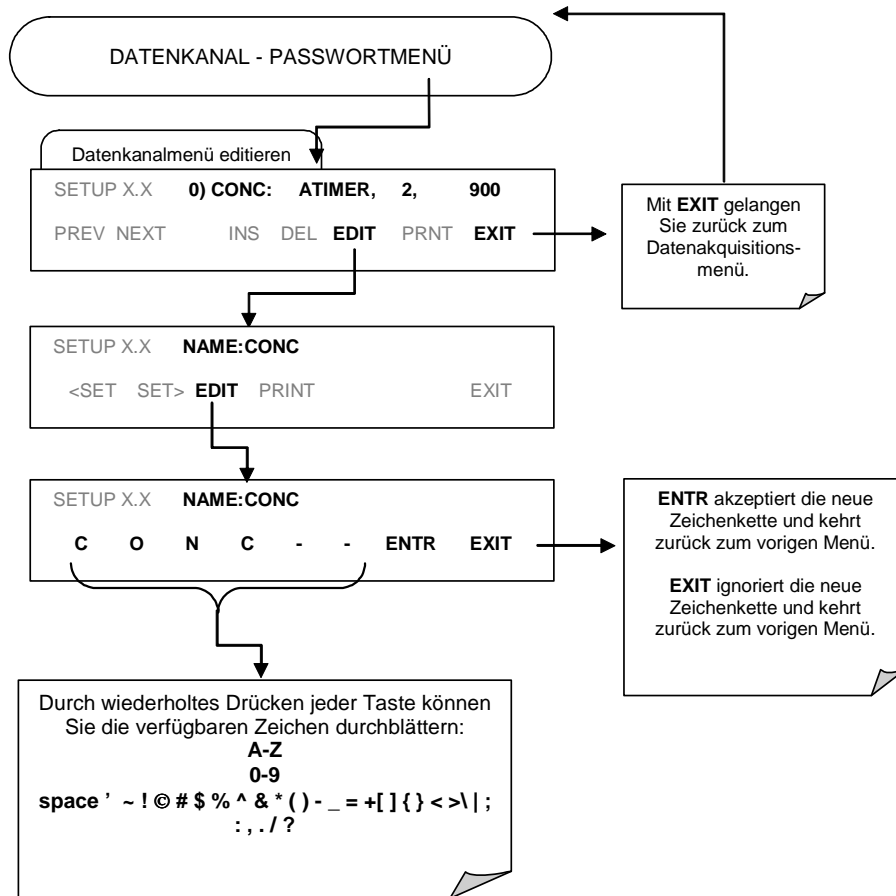 DATENKANAL - PASSWORTMENÜ
Datenkanalmenü editieren
SETUP X.X 0) CONC: ATIMER, 2, 900
PREV NEXT INS DEL EDIT PRNT EXIT
Mit EXIT gelangen
Sie zurück zum
Datenakquisitions-
menü.
SETUP X.X NAME:CONC
<SET SET> EDIT PRINT EXIT
SETUP X.X NAME:CONC
C O N C - - ENTR EXIT
ENTR akzeptiert die neue
Zeichenkette und kehrt
zurück zum vorigen Menü.
EXIT ignoriert die neue
Zeichenkette und kehrt
zurück zum vorigen Menü.
Durch wiederholtes Drücken jeder Taste können
Sie die verfügbaren Zeichen durchblättern:
A-Z
0-9
space ’ ~ ! © # $ % ^ & * ( ) - _ = +[ ] { } < >\ | ;
: , . / ?